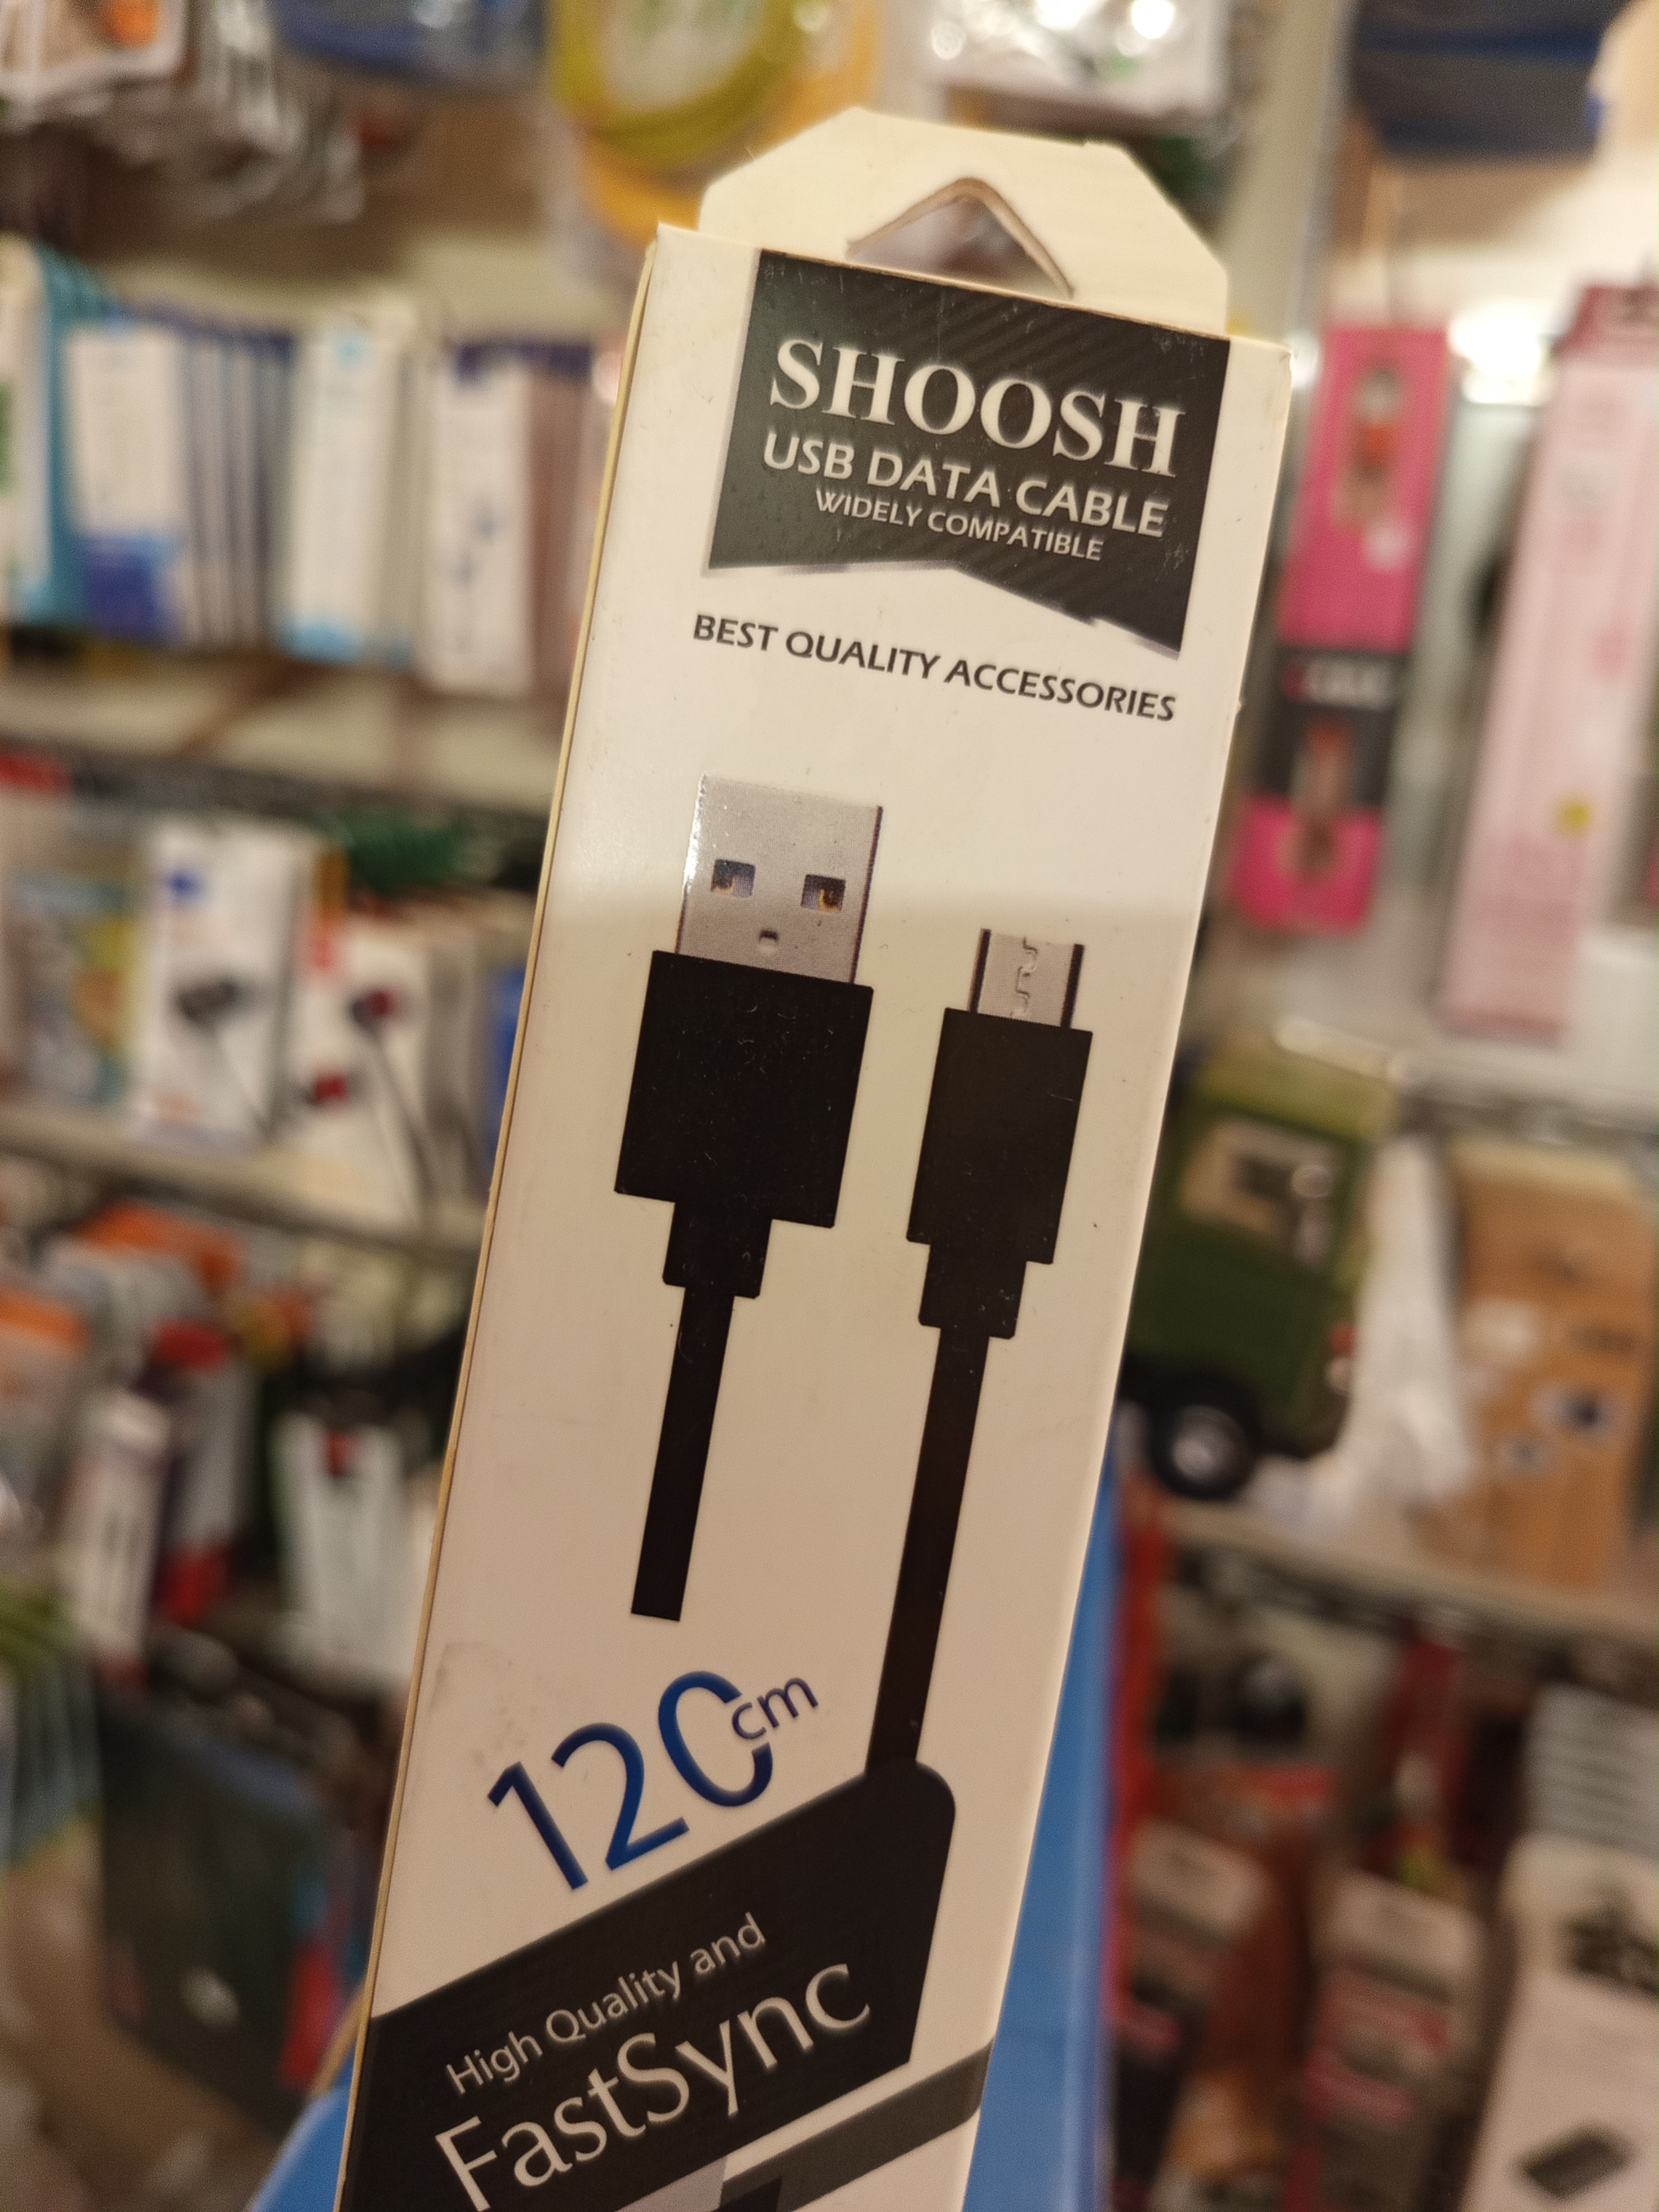 SHOOSH
USB DATA CABLE
WIDELY COMPATIBLE
BEST QUALITY ACCESSORIES
120cm
High Quality and
FastSync